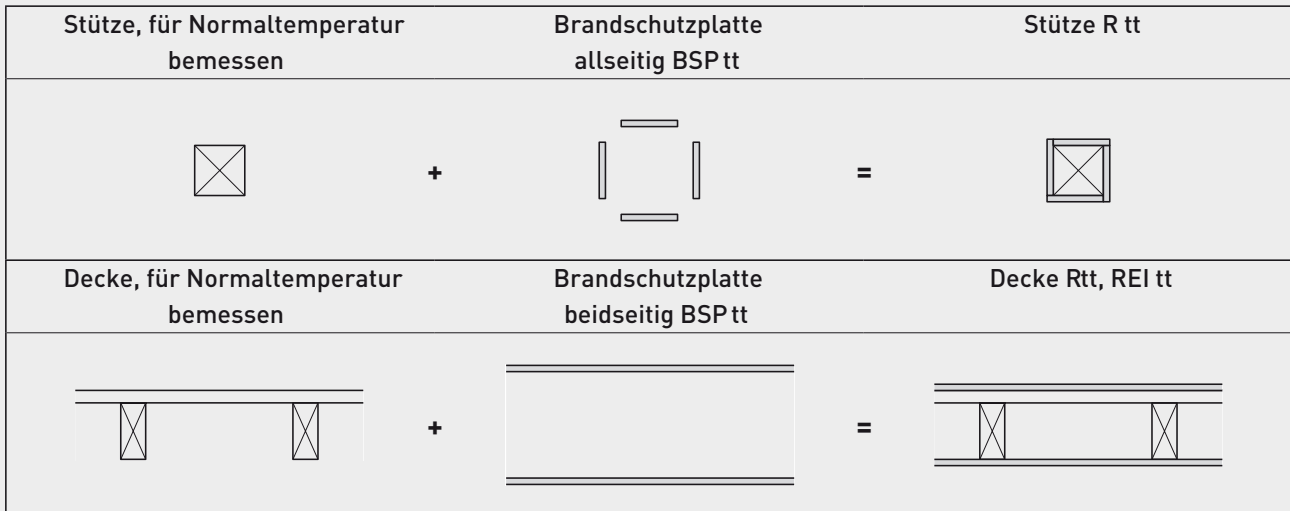 Stütze, für Normaltemperatur
bemessen
Brandschutzplatte
allseitig BSP tt
Stütze R tt
+
=
Decke, für Normaltemperatur
bemessen
Brandschutzplatte
beidseitig BSP tt
Decke Rtt, REI tt
+
=